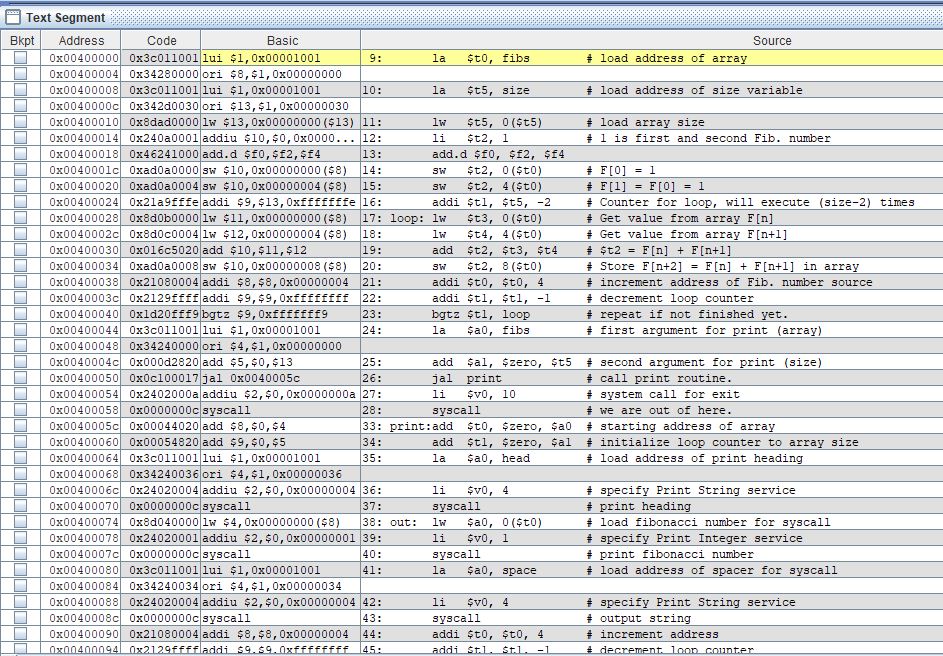 Text Segment
Bkpt Address Code Basic Source
0x00400000 0x3c011001 lui $1,0x00001001 9: la $t0, fibs # load address of array
0x00400004 0x34280000 ori $8,$1,0x00000000
0x00400008 0x3c011001 lui $1,0x00001001 10: la $t5, size # load address of size variable
0x0040000c 0x342d0030 ori $13,$1,0x00000030
0x00400010 0x8dad0000 lw $13,0x00000000($13) 11: lw $t5, 0($t5) # load array size
0x00400014 0x240a0001 addiu $10,$0,0x0000... 12: li $t2, 1 # 1 is first and second Fib. number
0x00400018 0x46241000 add.d $f0,$f2,$f4 13: add.d $f0, $f2, $f4
0x0040001c 0xad0a0000 sw $10,0x00000000($8) 14: sw $t2, 0($t0) # F[0] = 1
0x00400020 0xad0a0004 sw $10,0x00000004($8) 15: sw $t2, 4($t0) # F[1] = F[0] = 1
0x00400024 0x21a9fffe addi $9,$13,0xfffffffe 16: addi $t1, $t5, -2 # Counter for loop, will execute (size-2) times
0x00400028 0x8d0b0000 lw $11,0x00000000($8) 17: loop: lw $t3, 0($t0) # Get value from array F[n]
0x0040002c 0x8d0c0004 lw $12,0x00000004($8) 18: lw $t4, 4($t0) # Get value from array F[n+1]
0x00400030 0x016c5020 add $10,$11,$12 19: add $t2, $t3, $t4 # $t2 = F[n] + F[n+1]
0x00400034 0xad0a0008 sw $10,0x00000008($8) 20: sw $t2, 8($t0) # Store F[n+2] = F[n] + F[n+1] in array
0x00400038 0x21080004 addi $8,$8,0x00000004 21: addi $t0, $t0, 4 # increment address of Fib. number source
0x0040003c 0x2129ffff addi $9,$9,0xffffffff 22: addi $t1, $t1, -1 # decrement loop counter
0x00400040 0x1d20fff9 bgtz $9,0xfffffff9 23: bgtz $t1, loop # repeat if not finished yet.
0x00400044 0x3c011001 lui $1,0x00001001 24: la $a0, fibs # first argument for print (array)
0x00400048 0x34240000 ori $4,$1,0x00000000
0x0040004c 0x000d2820 add $5,$0,$13 25: add $a1, $zero, $t5 # second argument for print (size)
0x00400050 0x0c100017 jal 0x0040005c 26: jal print # call print routine.
0x00400054 0x2402000a addiu $2,$0,0x0000000a 27: li $v0, 10 # system call for exit
0x00400058 0x0000000c syscall 28: syscall # we are out of here.
0x0040005c 0x00044020 add $8,$0,$4 33: print:add $t0, $zero, $a0 # starting address of array
0x00400060 0x00054820 add $9,$0,$5 34: add $t1, $zero, $a1 # initialize loop counter to array size
0x00400064 0x3c011001 lui $1,0x00001001 35: la $a0, head # load address of print heading
0x00400068 0x34240036 ori $4,$1,0x00000036
0x0040006c 0x24020004 addiu $2,$0,0x00000004 36: li $v0, 4 # specify Print String service
0x00400070 0x0000000c syscall 37: syscall # print heading
0x00400074 0x8d040000 lw $4,0x00000000($8) 38: out: lw $a0, 0($t0) # load fibonacci number for syscall
0x00400078 0x24020001 addiu $2,$0,0x00000001 39: li $v0, 1 # specify Print Integer service
0x0040007c 0x0000000c syscall 40: syscall # print fibonacci number
0x00400080 0x3c011001 lui $1,0x00001001 41: la $a0, space # load address of spacer for syscall
0x00400084 0x34240034 ori $4,$1,0x00000034
0x00400088 0x24020004 addiu $2,$0,0x00000004 42: li $v0, 4 # specify Print String service
0x0040008c 0x0000000c syscall 43: syscall # output string
0x00400090 0x21080004 addi $8,$8,0x00000004 44: addi $t0, $t0, 4 # increment address
0x00400094 0x2129ffff addi $9,$9,0xffffffff 45: addi $t1, $t1, -1 # decrement loop counter